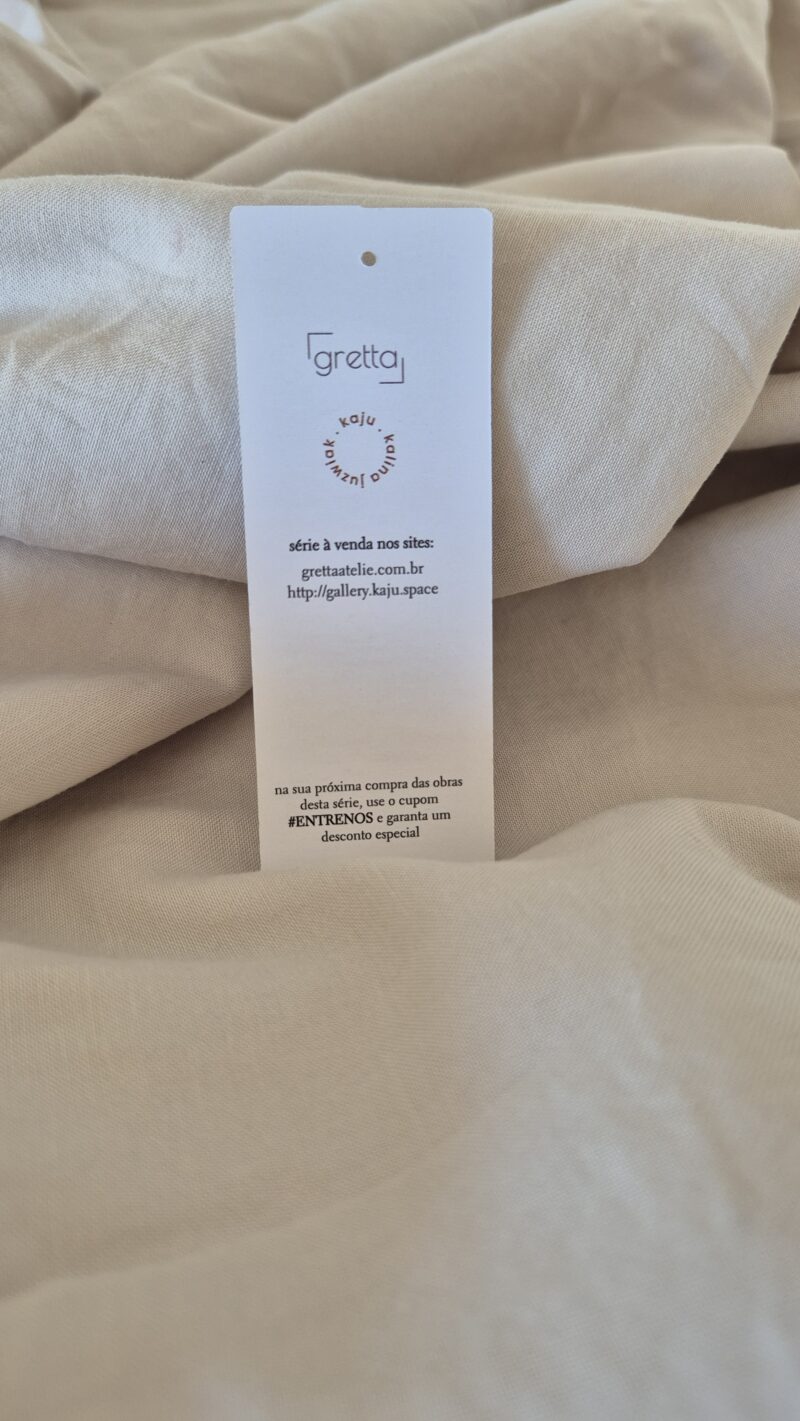 gretta
kaju . kalina juzwiak .
série à venda nos sites:
grettaatelie.com.br
http://gallery.kaju.space
na sua próxima compra das obras
desta série, use o cupom
#ENTRENOS e garanta um
desconto especial